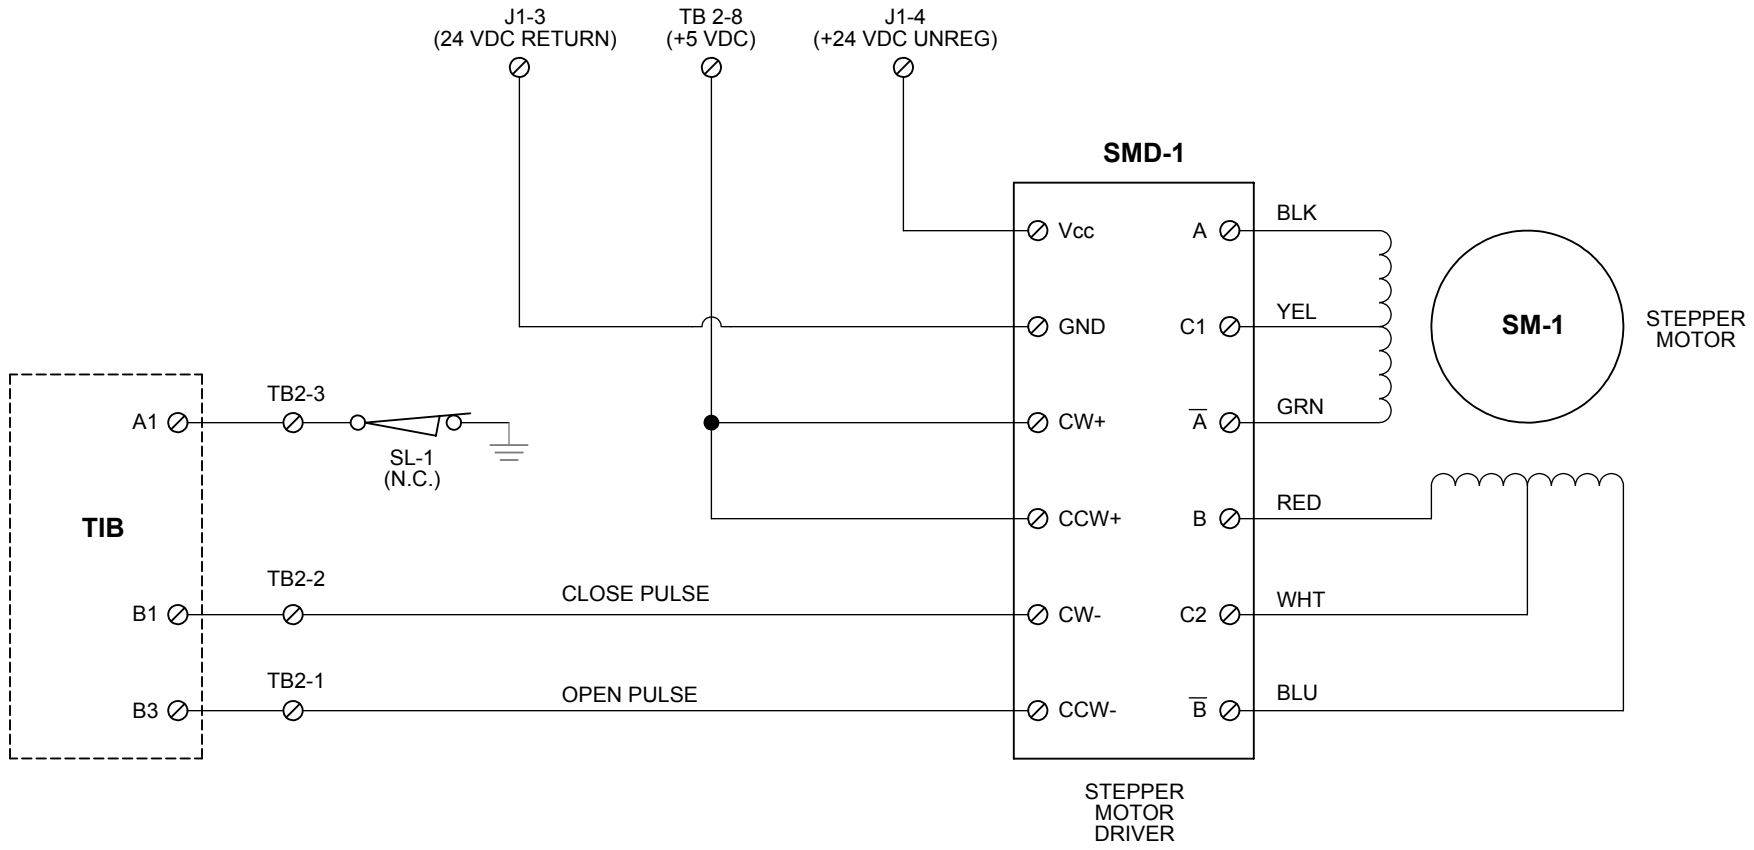 J1-3
(24 VDC RETURN)
TB 2-8
(+5 VDC)
J1-4
(+24 VDC UNREG)
SMD-1
Vcc
A
BLK
GND
C1
YEL
SM-1
STEPPER
MOTOR
A1
TB2-3
SL-1
(N.C.)
CW+
A̅
GRN
TIB
CCW+
B
RED
B1
TB2-2
CLOSE PULSE
CW-
C2
WHT
B3
TB2-1
OPEN PULSE
CCW-
B̅
BLU
STEPPER
MOTOR
DRIVER